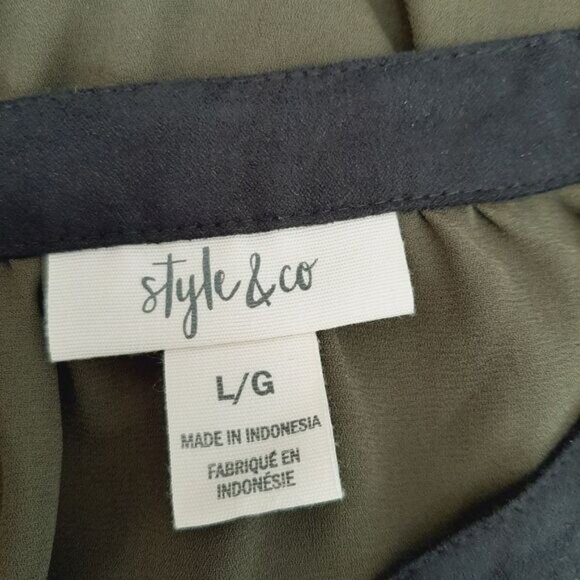 style & co
L/G
MADE IN INDONESIA
FABRIQUÉ EN
INDONÉSIE